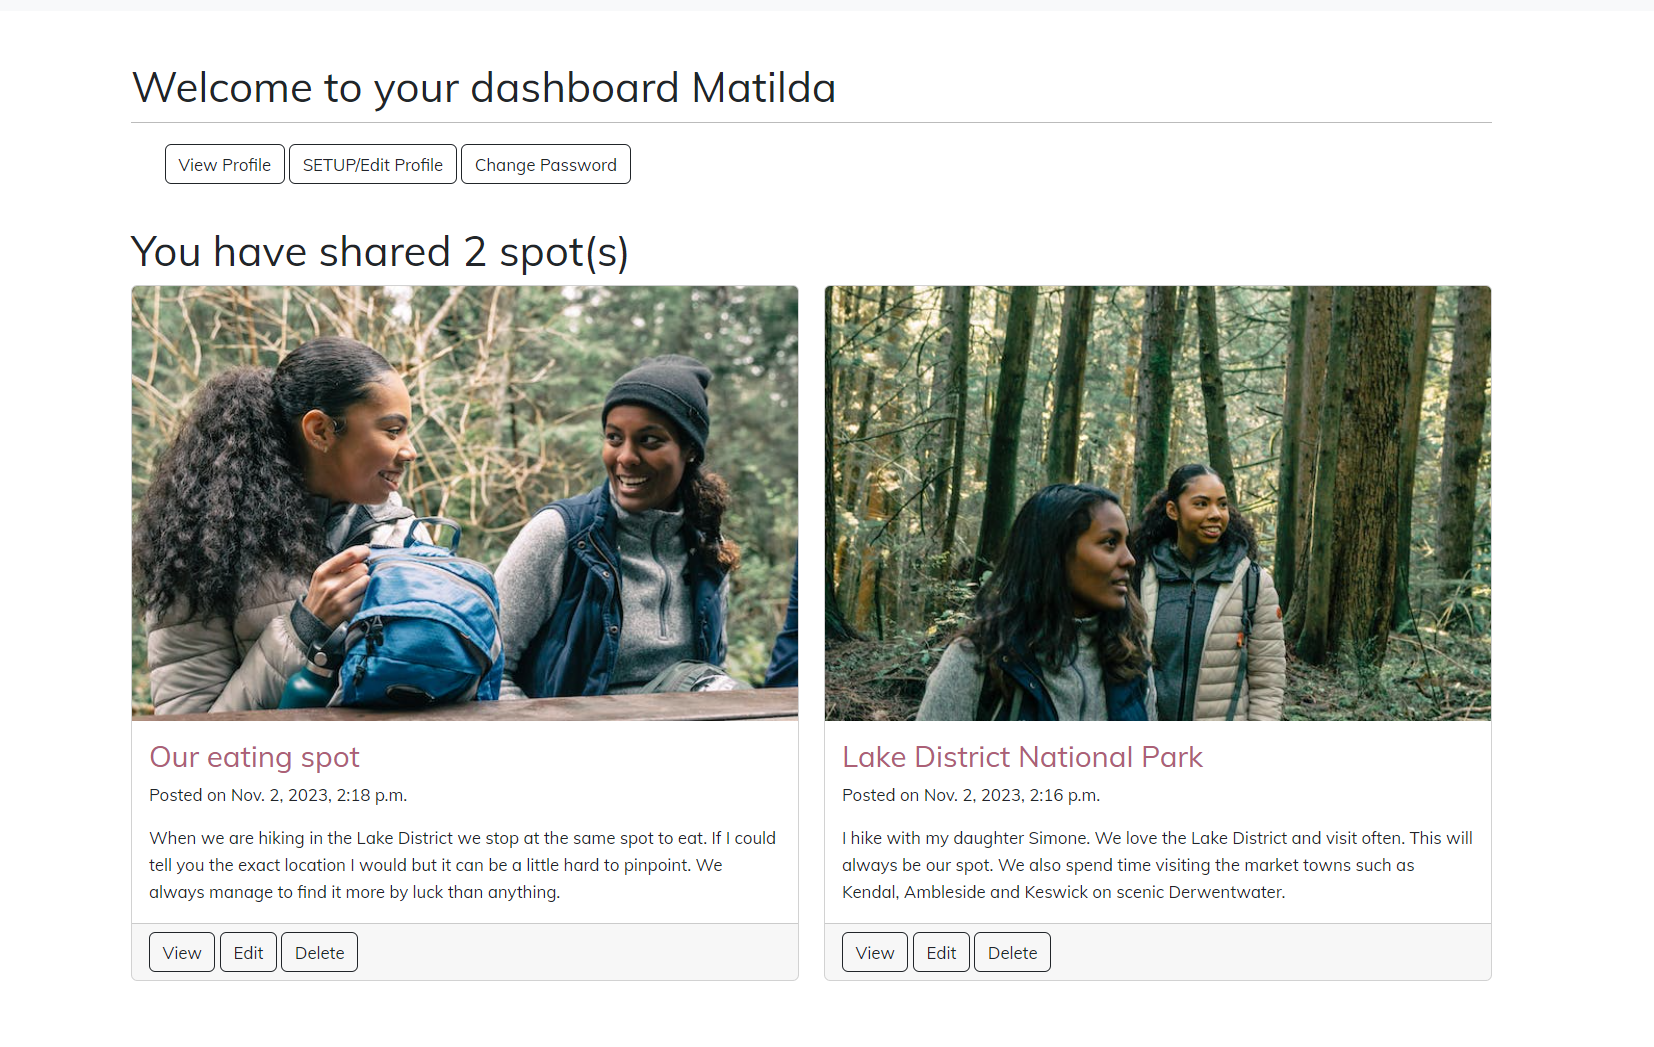 Welcome to your dashboard Matilda
View Profile
SETUP/Edit Profile
Change Password
You have shared 2 spot(s)
Our eating spot
Posted on Nov. 2, 2023, 2:18 p.m.
When we are hiking in the Lake District we stop at the same spot to eat. If I could
tell you the exact location I would but it can be a little hard to pinpoint. We
always manage to find it more by luck than anything.
View
Edit
Delete
Lake District National Park
Posted on Nov. 2, 2023, 2:16 p.m.
I hike with my daughter Simone. We love the Lake District and visit often. This will
always be our spot. We also spend time visiting the market towns such as
Kendal, Ambleside and Keswick on scenic Derwentwater.
View
Edit
Delete